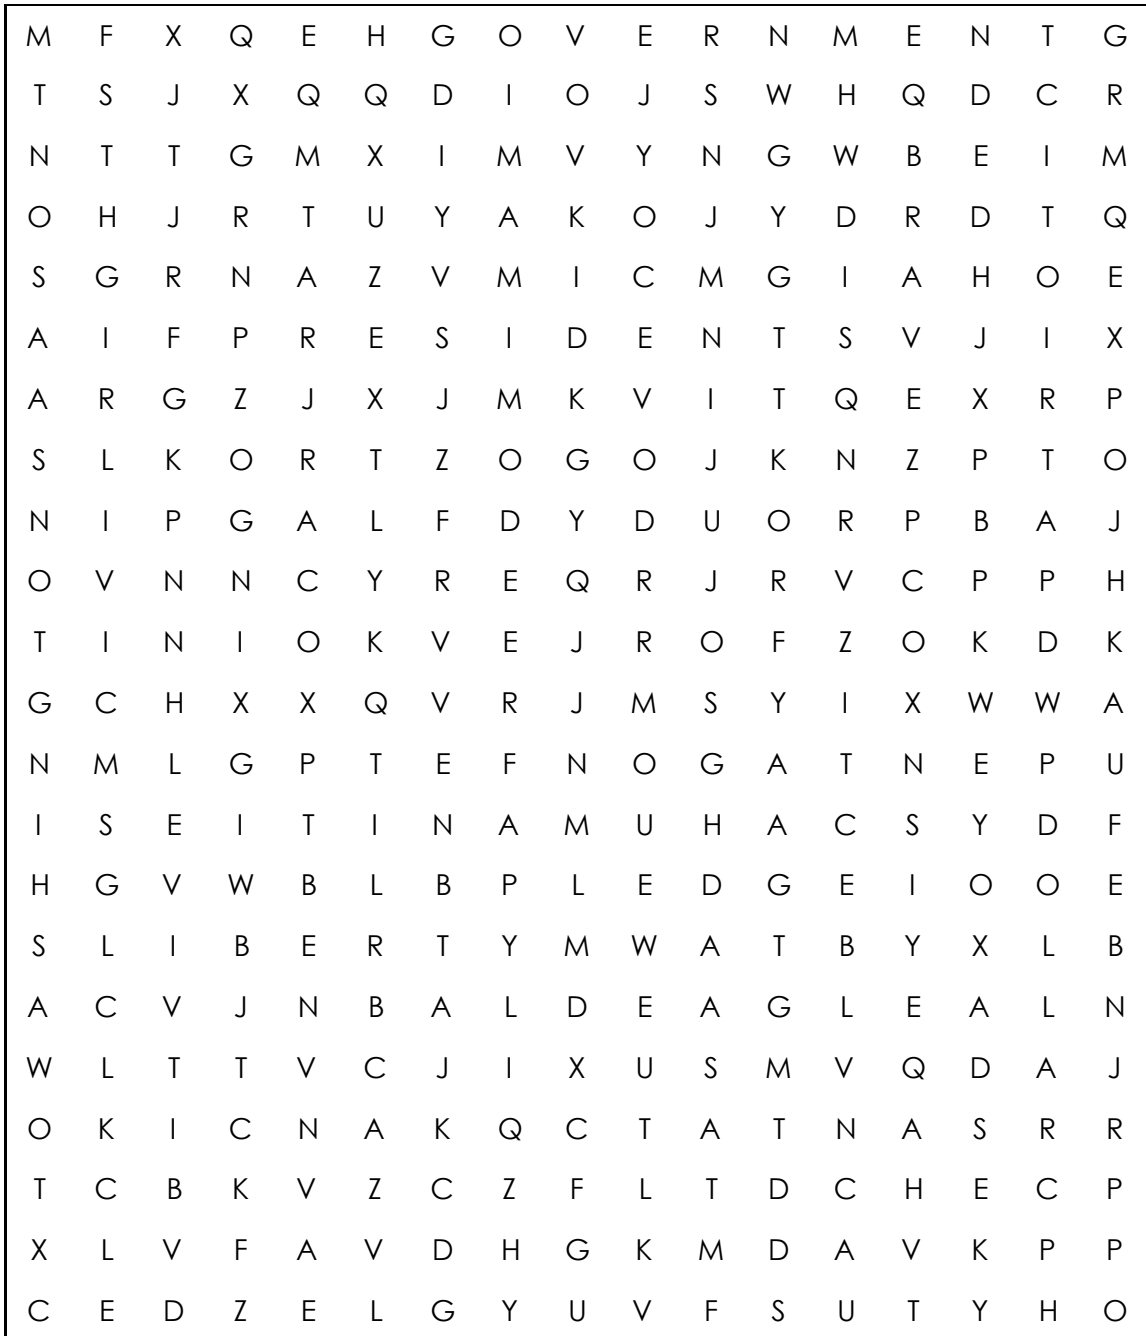 M F X Q E H G O V E R N M E N T G
T S J X Q Q D I O J S W H Q D C R
N T T G M X I M V Y N G W B E I M
O H J R T U Y A K O J Y D R D T Q
S G R N A Z V M I C M G I A H O E
A I F P R E S I D E N T S V J I X
A R G Z J X J M K V I T Q E X R P
S L K O R T Z O G O J K N Z P T O
N I P G A L F D Y D U O R P B A J
O V N N C Y R E Q R J R V C P P H
T I N I O K V E J R O F Z O K D K
G C H X X Q V R J M S Y I X W W A
N M L G P T E F N O G A T N E P U
I S E I T I N A M U H A C S Y D F
H G V W B L B P L E D G E I O O E
S L I B E R T Y M W A T B Y X L B
A C V J N B A L D E A G L E A L N
W L T T V C J I X U S M V Q D A J
O K I C N A K Q C T A T N A S R R
T C B K V Z C Z F L T D C H E C P
X L V F A V D H G K M D A V K P P
C E D Z E L G Y U V F S U T Y H O